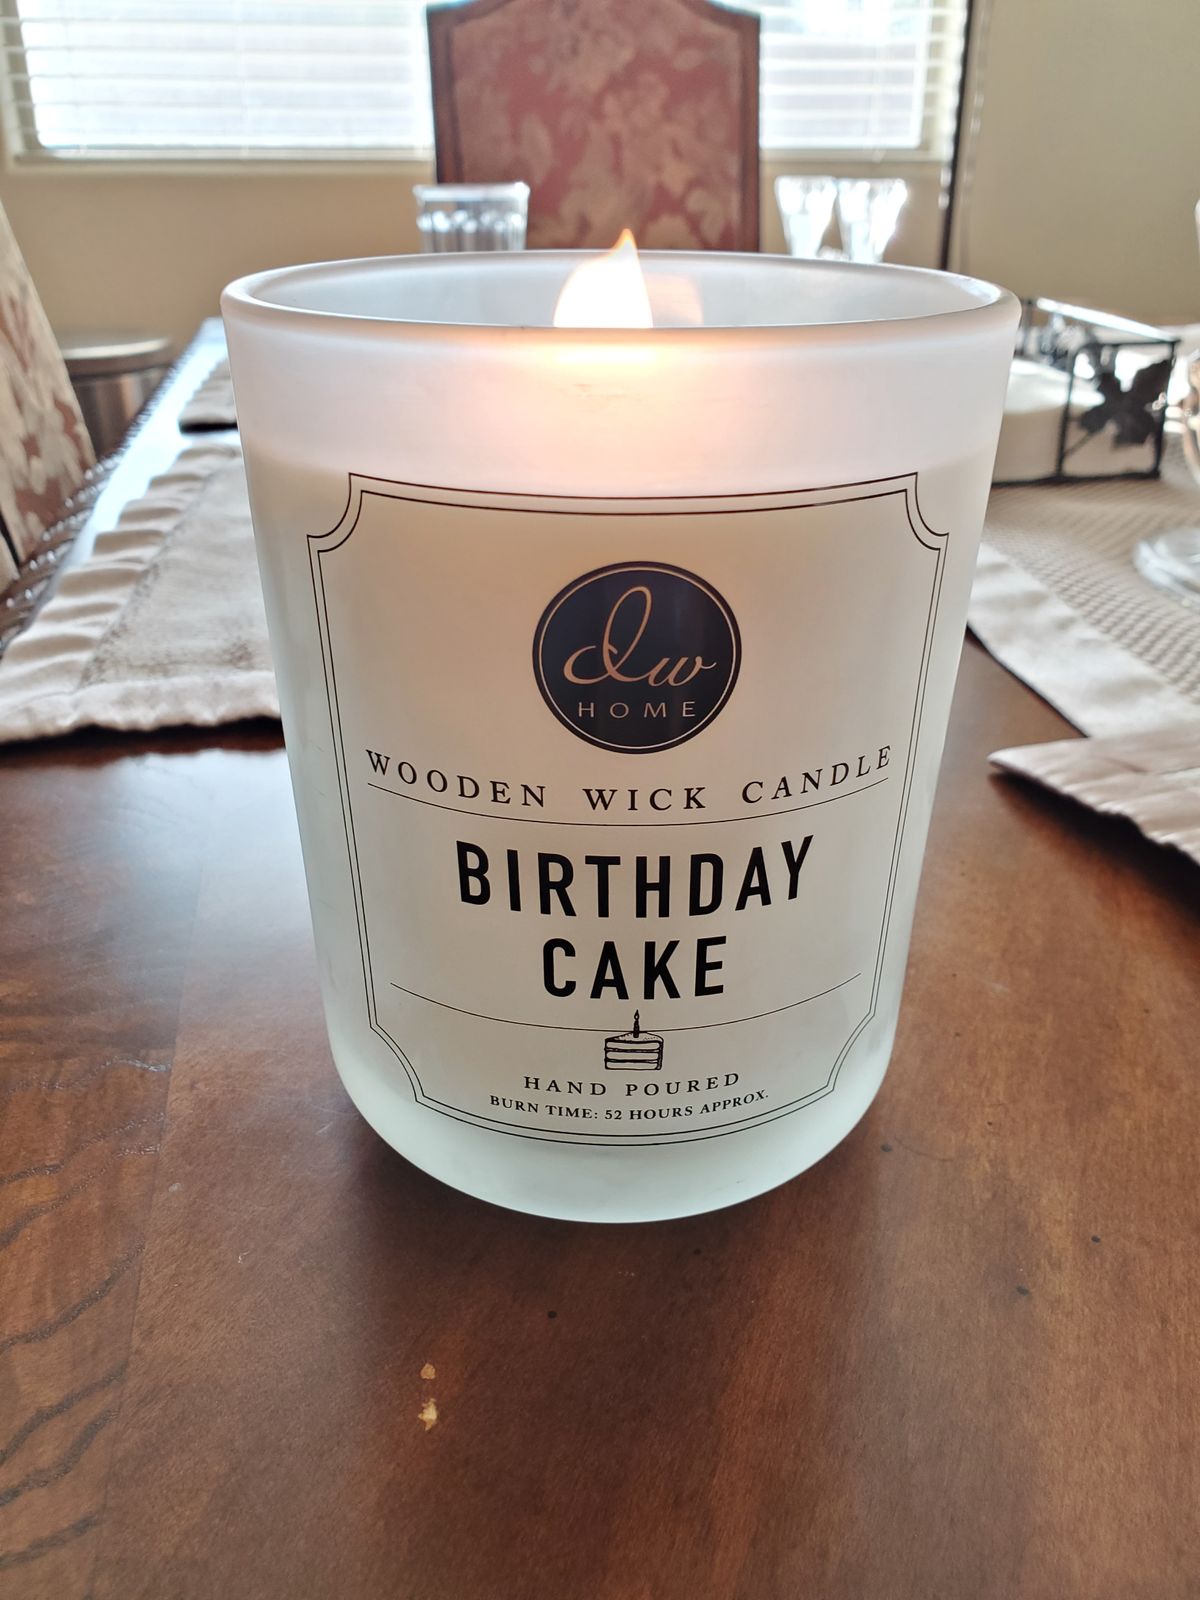 dw
HOME
WOODEN WICK CANDLE
BIRTHDAY
CAKE
HAND POURED
BURN TIME: 52 HOURS APPROX.